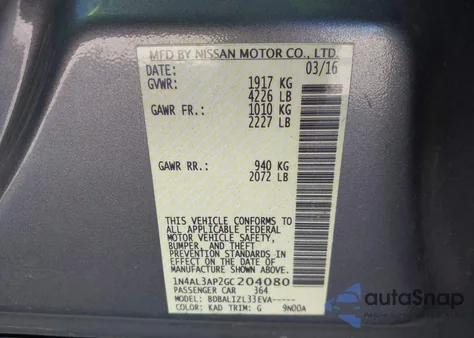 MFD BY NISSAN MOTOR CO., LTD.
DATE: 03/16
GVWR: 1917 KG
4226 LB
GAWR FR.: 1010 KG
2227 LB
GAWR RR.: 940 KG
2072 LB
THIS VEHICLE CONFORMS TO
ALL APPLICABLE FEDERAL
MOTOR VEHICLE SAFETY,
BUMPER, AND THEFT
PREVENTION STANDARDS IN
EFFECT ON THE DATE OF
MANUFACTURE SHOWN ABOVE.
1N4AL3AP2GC204080
PASSENGER CAR 364
MODEL: BDBALIZL33EVA-----
COLOR: KAD TRIM: G 9N00A
autoSnap